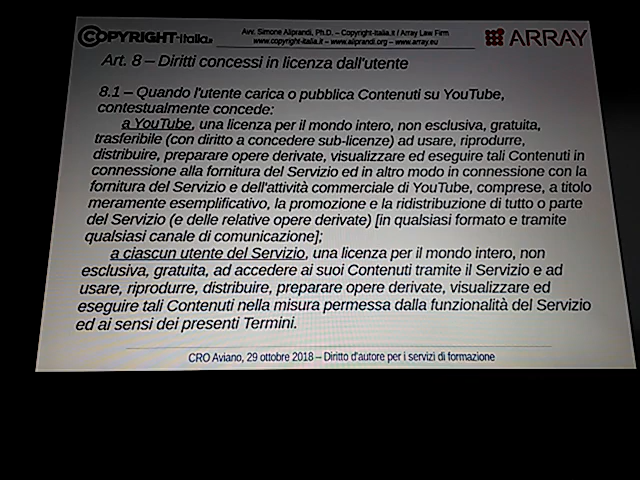 COPYRIGHT-italia.it
Avv. Simone Aliprandi, Ph.D. – Copyright-Italia.it / Array Law Firm
www.copyright-italia.it – www.aliprandi.org – www.array.eu
ARRAY
Art. 8 – Diritti concessi in licenza dall'utente
8.1 – Quando l'utente carica o pubblica Contenuti su YouTube,
contestualmente concede:
a YouTube, una licenza per il mondo intero, non esclusiva, gratuita,
trasferibile (con diritto a concedere sub-licenze) ad usare, riprodurre,
distribuire, preparare opere derivate, visualizzare ed eseguire tali Contenuti in
connessione alla fornitura del Servizio ed in altro modo in connessione con la
fornitura del Servizio e dell'attività commerciale di YouTube, comprese, a titolo
meramente esemplificativo, la promozione e la ridistribuzione di tutto o parte
del Servizio (e delle relative opere derivate) [in qualsiasi formato e tramite
qualsiasi canale di comunicazione];
a ciascun utente del Servizio, una licenza per il mondo intero, non
esclusiva, gratuita, ad accedere ai suoi Contenuti tramite il Servizio e ad
usare, riprodurre, distribuire, preparare opere derivate, visualizzare ed
eseguire tali Contenuti nella misura permessa dalla funzionalità del Servizio
ed ai sensi dei presenti Termini.
CRO Aviano, 29 ottobre 2018 – Diritto d'autore per i servizi di formazione